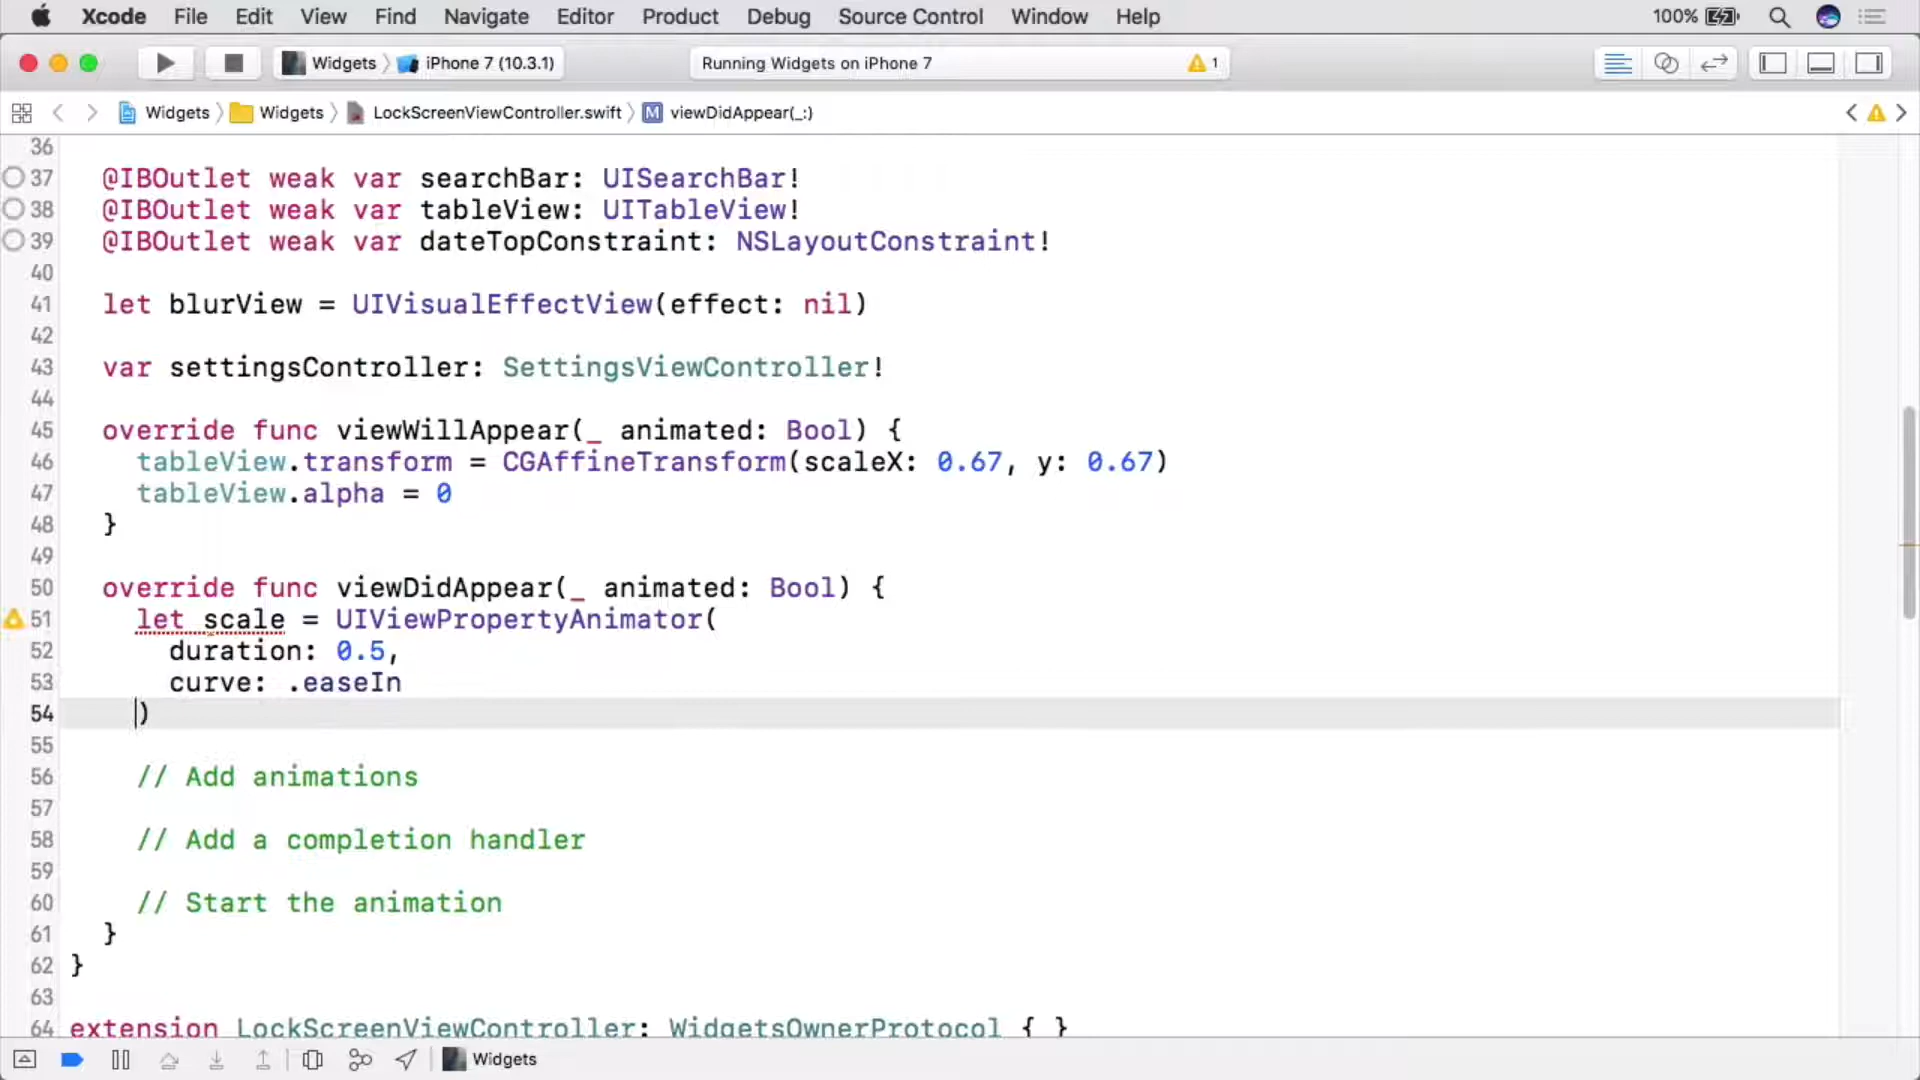 Xcode File Edit View Find Navigate Editor Product Debug Source Control Window Help 100%
Widgets iPhone 7 (10.3.1) Running Widgets on iPhone 7 1
Widgets Widgets LockScreenViewController.swift M viewDidAppear(_:)
36
37 @IBOutlet weak var searchBar: UISearchBar!
38 @IBOutlet weak var tableView: UITableView!
39 @IBOutlet weak var dateTopConstraint: NSLayoutConstraint!
40
41 let blurView = UIVisualEffectView(effect: nil)
42
43 var settingsController: SettingsViewController!
44
45 override func viewWillAppear(_ animated: Bool) {
46 tableView.transform = CGAffineTransform(scaleX: 0.67, y: 0.67)
47 tableView.alpha = 0
48 }
49
50 override func viewDidAppear(_ animated: Bool) {
51 let scale = UIViewPropertyAnimator(
52 duration: 0.5,
53 curve: .easeIn
54 )
55
56 // Add animations
57
58 // Add a completion handler
59
60 // Start the animation
61 }
62 }
63
64 extension LockScreenViewController: WidgetsOwnerProtocol { }
Widgets